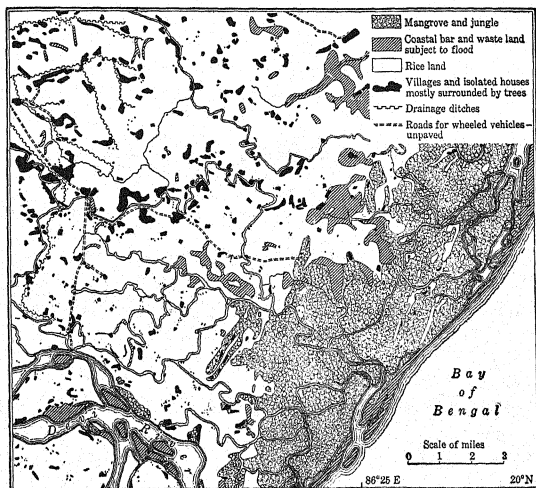 Mangrove and jungle
Coastal bar and waste land
subject to flood
Rice land
Villages and isolated houses
mostly surrounded by trees
Drainage ditches
Roads for wheeled vehicles—
unpaved
Bay
of
Bengal
Scale of miles
0 1 2 3
86°25 E
20°N